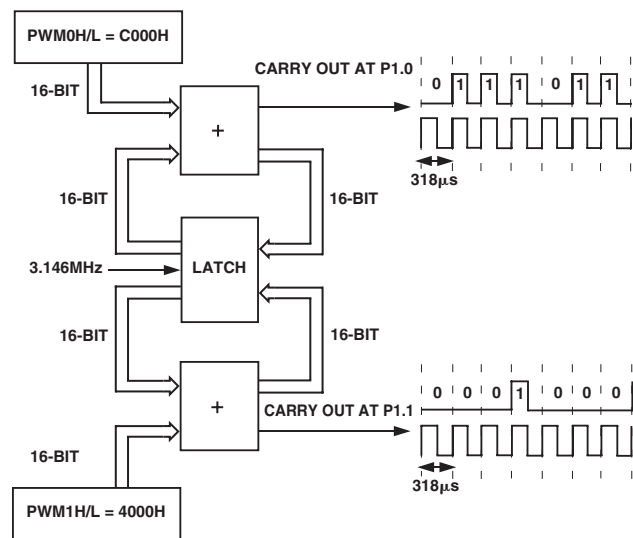 PWM0H/L = C000H
16-BIT
CARRY OUT AT P1.0
0 1 1 1 0 1 1
+
318μs
16-BIT
16-BIT
3.146MHz
LATCH
16-BIT
16-BIT
+
0 0 0 1 0 0 0
CARRY OUT AT P1.1
16-BIT
318μs
PWM1H/L = 4000H